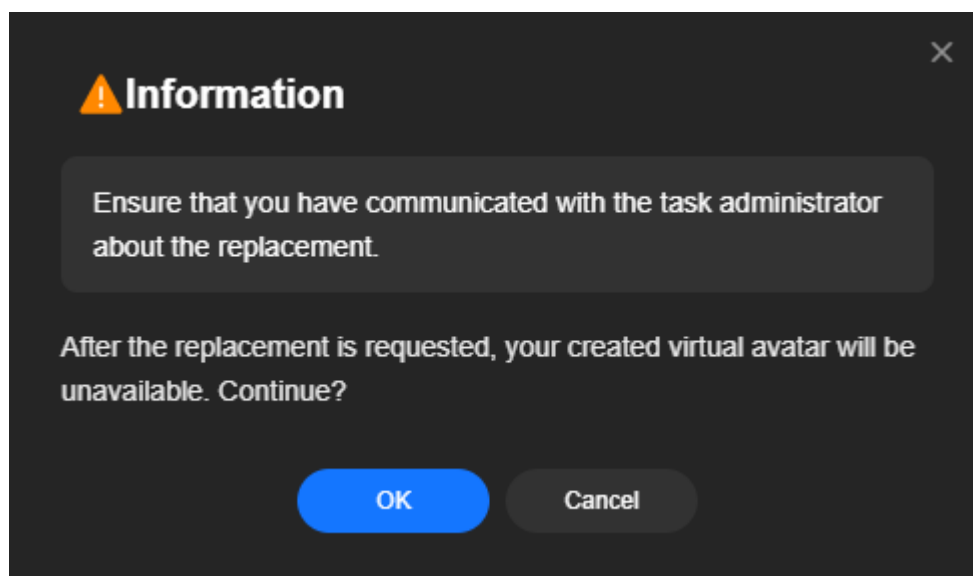 Information
Ensure that you have communicated with the task administrator
about the replacement.
After the replacement is requested, your created virtual avatar will be
unavailable. Continue?
OK
Cancel